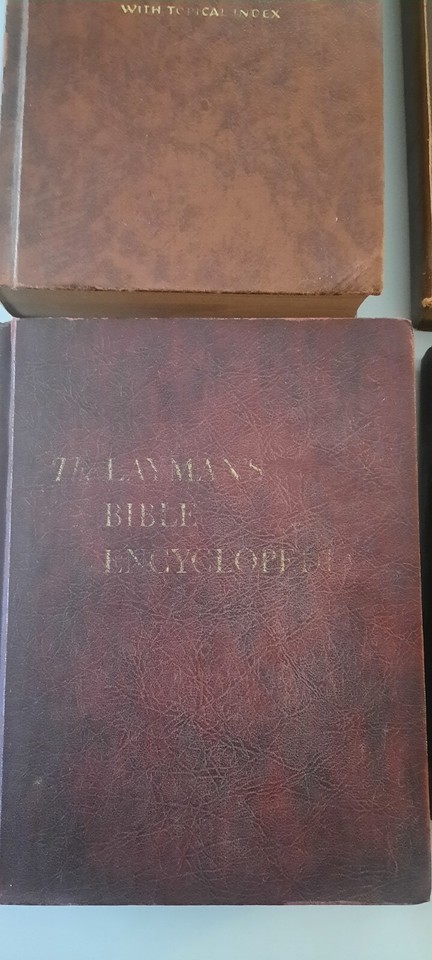 WITH TOPICAL INDEX
The LAYMAN'S
BIBLE
ENCYCLOPEDIA